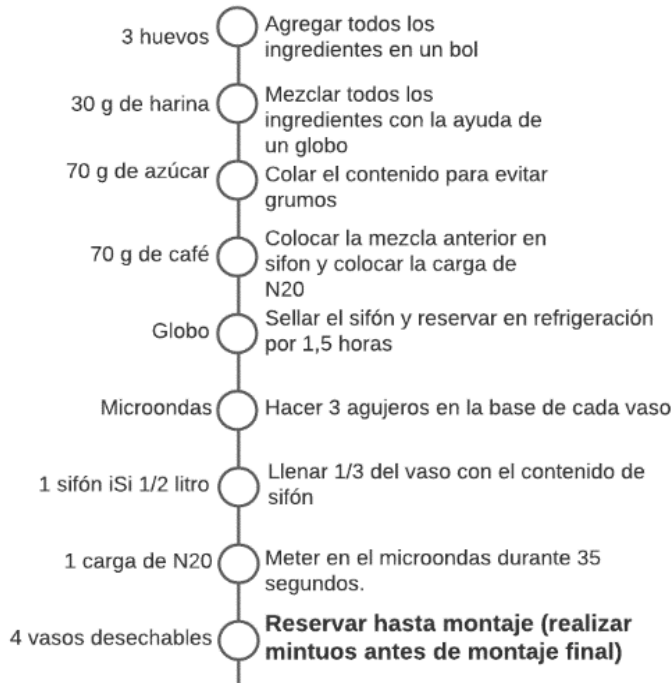 3 huevos
Agregar todos los
ingredientes en un bol
30 g de harina
Mezclar todos los
ingredientes con la ayuda de
un globo
70 g de azúcar
Colar el contenido para evitar
grumos
70 g de café
Colocar la mezcla anterior en
sifon y colocar la carga de
N20
Globo
Sellar el sifón y reservar en refrigeración
por 1,5 horas
Microondas
Hacer 3 agujeros en la base de cada vaso
1 sifón iSi 1/2 litro
Llenar 1/3 del vaso con el contenido de
sifón
1 carga de N20
Meter en el microondas durante 35
segundos.
4 vasos desechables
Reservar hasta montaje (realizar
mintuos antes de montaje final)